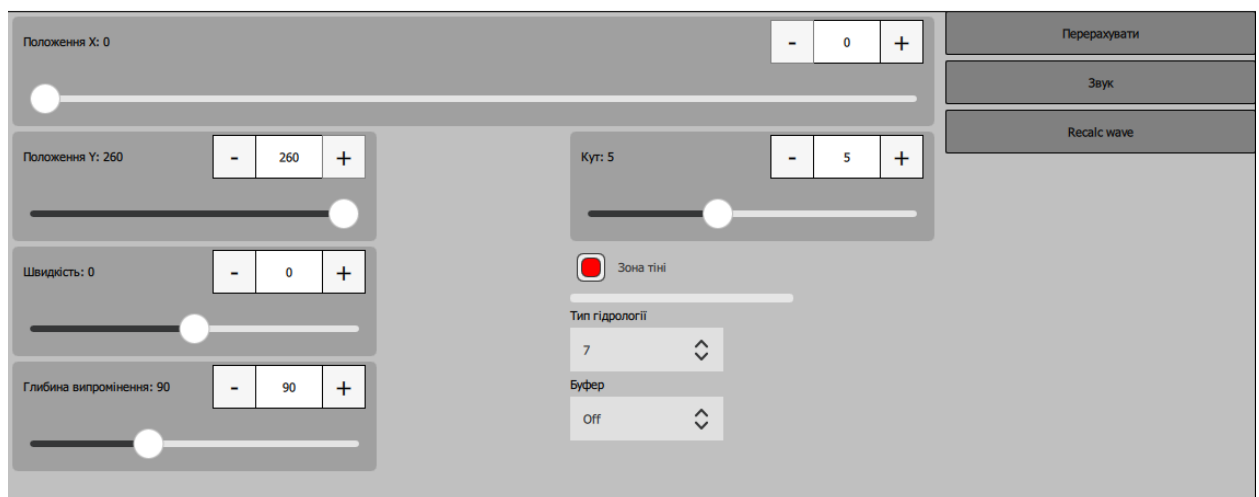 Положення X: 0
-
0
+
Перерахувати
Звук
Recalc wave
Положення Y: 260
-
260
+
Кут: 5
-
5
+
Швидкість: 0
-
0
+
Зона тіні
Тип гідрології
7
Глибина випромінення: 90
-
90
+
Буфер
Off